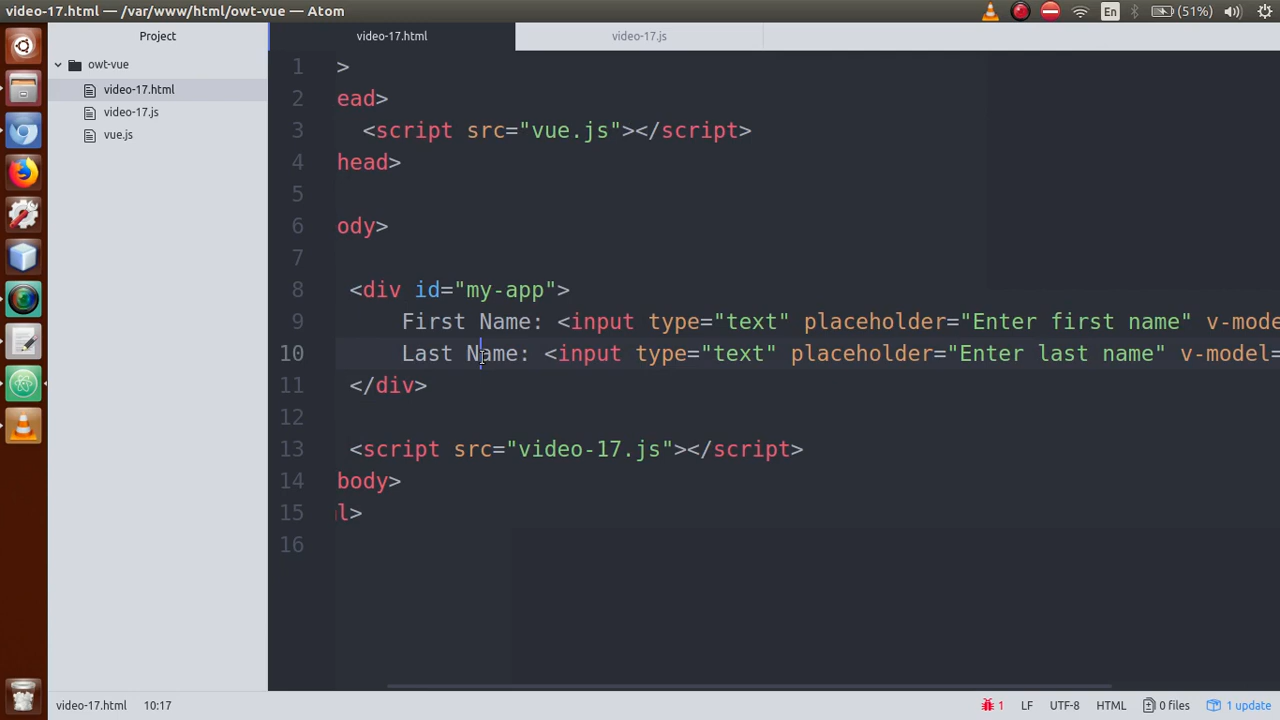 video-17.html — /var/www/html/owt-vue — Atom
En
(51%)
Project
video-17.html
video-17.js
owt-vue
video-17.html
video-17.js
vue.js
1 >
2 ead>
3 <script src="vue.js"></script>
4 head>
5
6 ody>
7
8 <div id="my-app">
9 First Name: <input type="text" placeholder="Enter first name" v-mode
10 Last Name: <input type="text" placeholder="Enter last name" v-model=
11 </div>
12
13 <script src="video-17.js"></script>
14 body>
15 l>
16
video-17.html 10:17
1 LF UTF-8 HTML 0 files 1 update